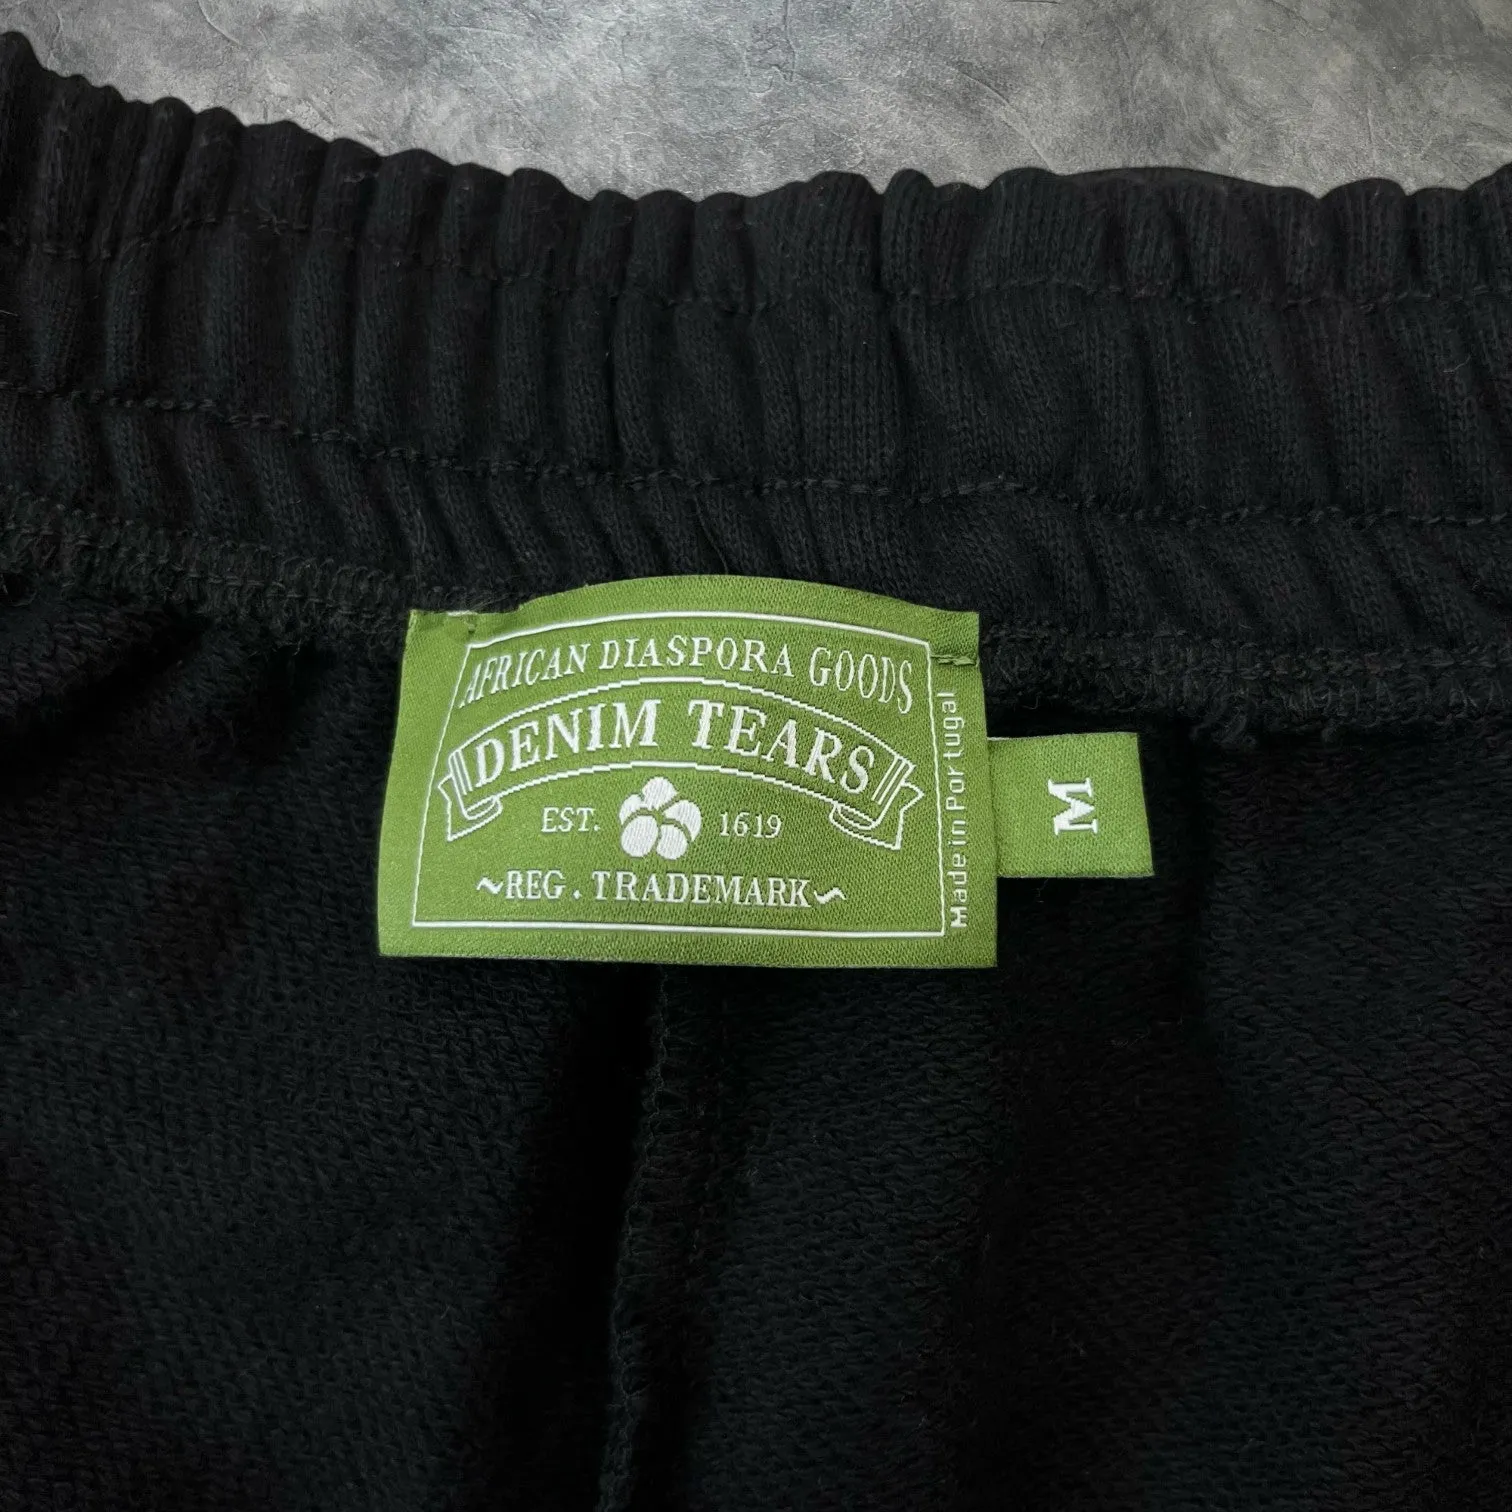 AFRICAN DIASPORA GOODS
DENIM TEARS
EST. 1619
~REG. TRADEMARK~
Made in Portugal
M